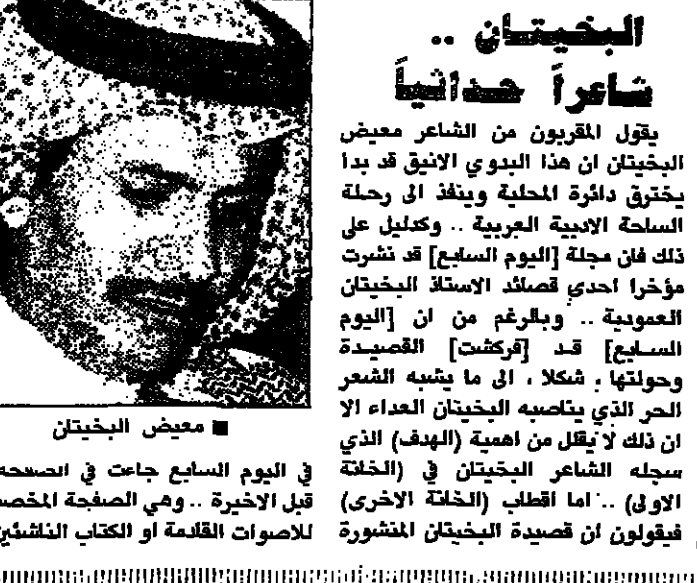 البخيتان ..
شاعراً حداثياً
يقول المقربون من الشاعر معيض
البخيتان ان هذا البدوي الانيق قد بدأ
يخترق دائرة المحلية وينفذ الى رحلة
الساحة الادبية العربية .. وكدليل على
ذلك فان مجلة [اليوم السابع] قد نشرت
مؤخرا احدى قصائد الاستاذ البخيتان
العمودية .. وبالرغم من ان [اليوم
السابع] قد [فركشت] القصيدة
وحولتها ، شكلا ، الى ما يشبه الشعر
الحر الذي يناصبه البخيتان العداء الا
ان ذلك لا يقلل من اهمية (الهدف) الذي
سجله الشاعر البخيتان في (الخانة
الاولى) .. اما أقطاب (الخانة الاخرى)
فيقولون ان قصيدة البخيتان المنشورة
■ معيض البخيتان
في اليوم السابع جاءت في الصفحة
قبل الاخيرة .. وهي الصفحة المخصصة
للاصوات القادمة او الكتاب الناشئين